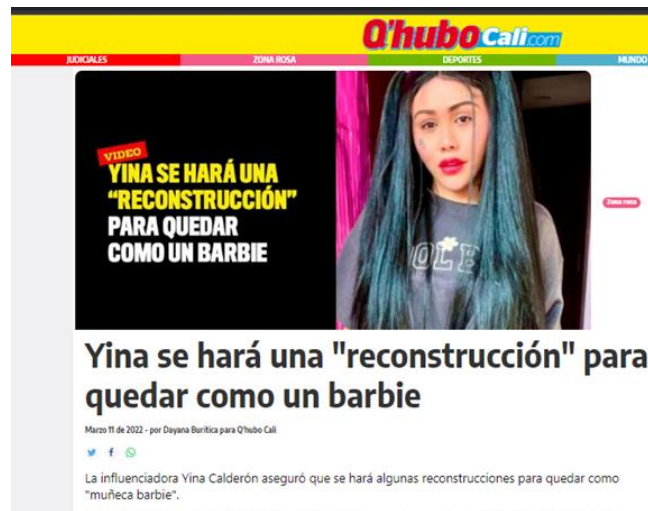 Q'hubo Cali.com
JUDICIALES ZONA ROSA DEPORTES MUNDO
VIDEO
YINA SE HARÁ UNA
“RECONSTRUCCIÓN”
PARA QUEDAR
COMO UN BARBIE
Zona rosa
Yina se hará una "reconstrucción" para
quedar como un barbie
Marzo 11 de 2022 - por Dayana Buritica para Q'hubo Cali
La influenciadora Yina Calderón aseguró que se hará algunas reconstrucciones para quedar como
"muñeca barbie".